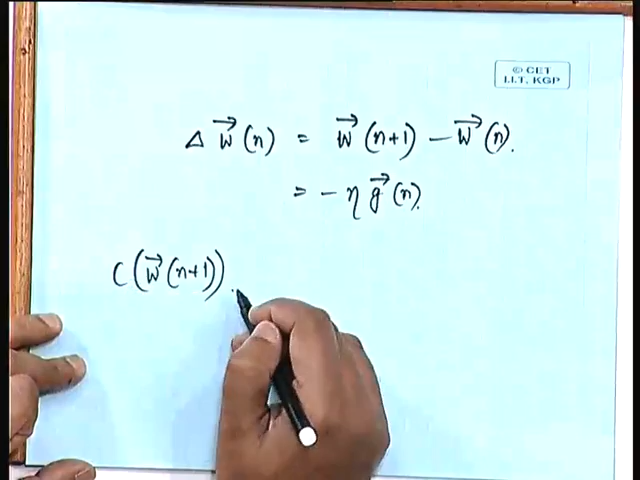 © CET
I.I.T. KGP
Δ w⃗ (n) = w⃗ (n+1) − w⃗ (n).
= − η g⃗ (n).
C (w⃗ (n+1))